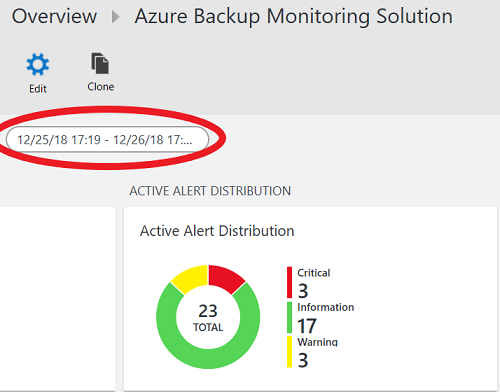 Overview Azure Backup Monitoring Solution
Edit Clone
12/25/18 17:19 - 12/26/18 17:...
ACTIVE ALERT DISTRIBUTION
Active Alert Distribution
23
TOTAL
Critical
3
Information
17
Warning
3